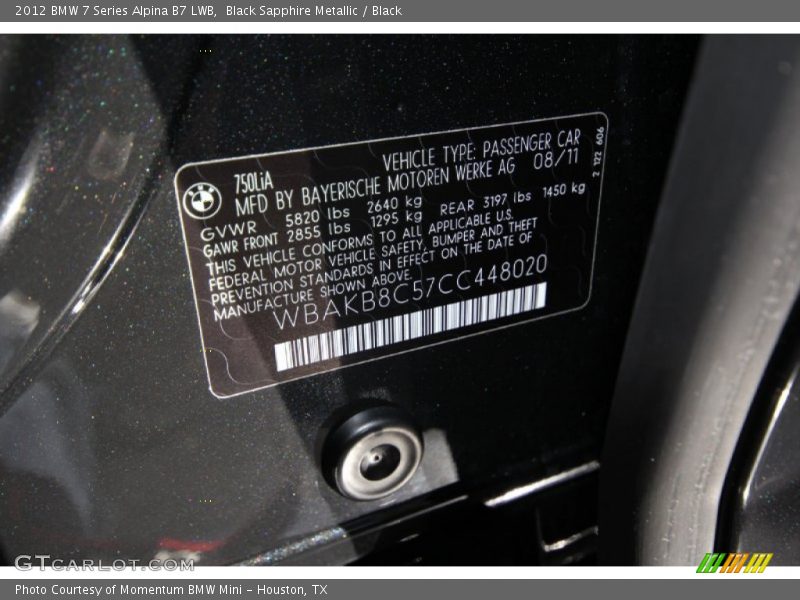 2012 BMW 7 Series Alpina B7 LWB,  Black Sapphire Metallic / Black
750LiA
VEHICLE TYPE: PASSENGER CAR
MFD BY BAYERISCHE MOTOREN WERKE AG 08/11
GVWR 5820 lbs 2640 kg
GAWR FRONT 2855 lbs 1295 kg REAR 3197 lbs 1450 kg
THIS VEHICLE CONFORMS TO ALL APPLICABLE U.S.
FEDERAL MOTOR VEHICLE SAFETY, BUMPER AND THEFT
PREVENTION STANDARDS IN EFFECT ON THE DATE OF
MANUFACTURE SHOWN ABOVE.
WBAKB8C57CC448020
2 122 606
GTCARLOT.COM
Photo Courtesy of Momentum BMW Mini - Houston, TX